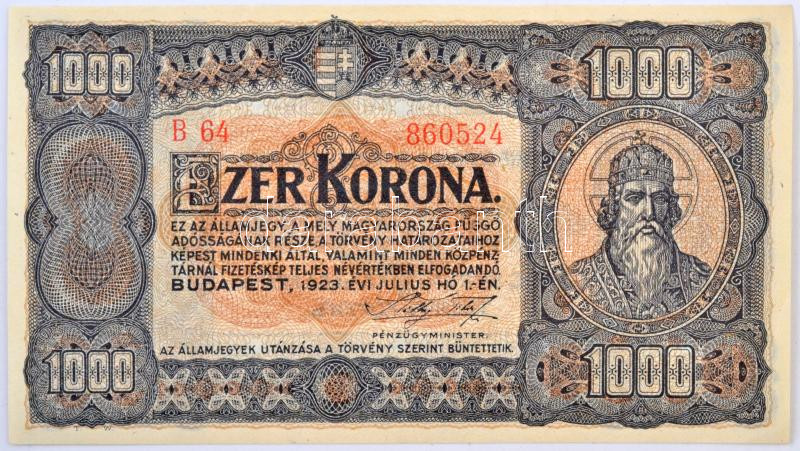 1000
1000
B 64 860524
EZER KORONA.
EZ AZ ÁLLAMJEGY, A MELY MAGYARORSZÁG FÜGGŐ
ADÓSSÁGÁNAK RÉSZE A TÖRVÉNY HATÁROZATAIHOZ
KÉPEST MINDENKI ÁLTAL, VALAMINT MINDEN KÖZPÉNZ-
TÁRNÁL FIZETÉSKÉP TELJES NÉVÉRTÉKBEN ELFOGADANDÓ.
BUDAPEST, 1923. ÉVI JULIUS HÓ 1.-ÉN.
PÉNZÜGYMINISTER.
AZ ÁLLAMJEGYEK UTÁNZÁSA A TÖRVÉNY SZERINT BÜNTETTETIK.
1000
1000